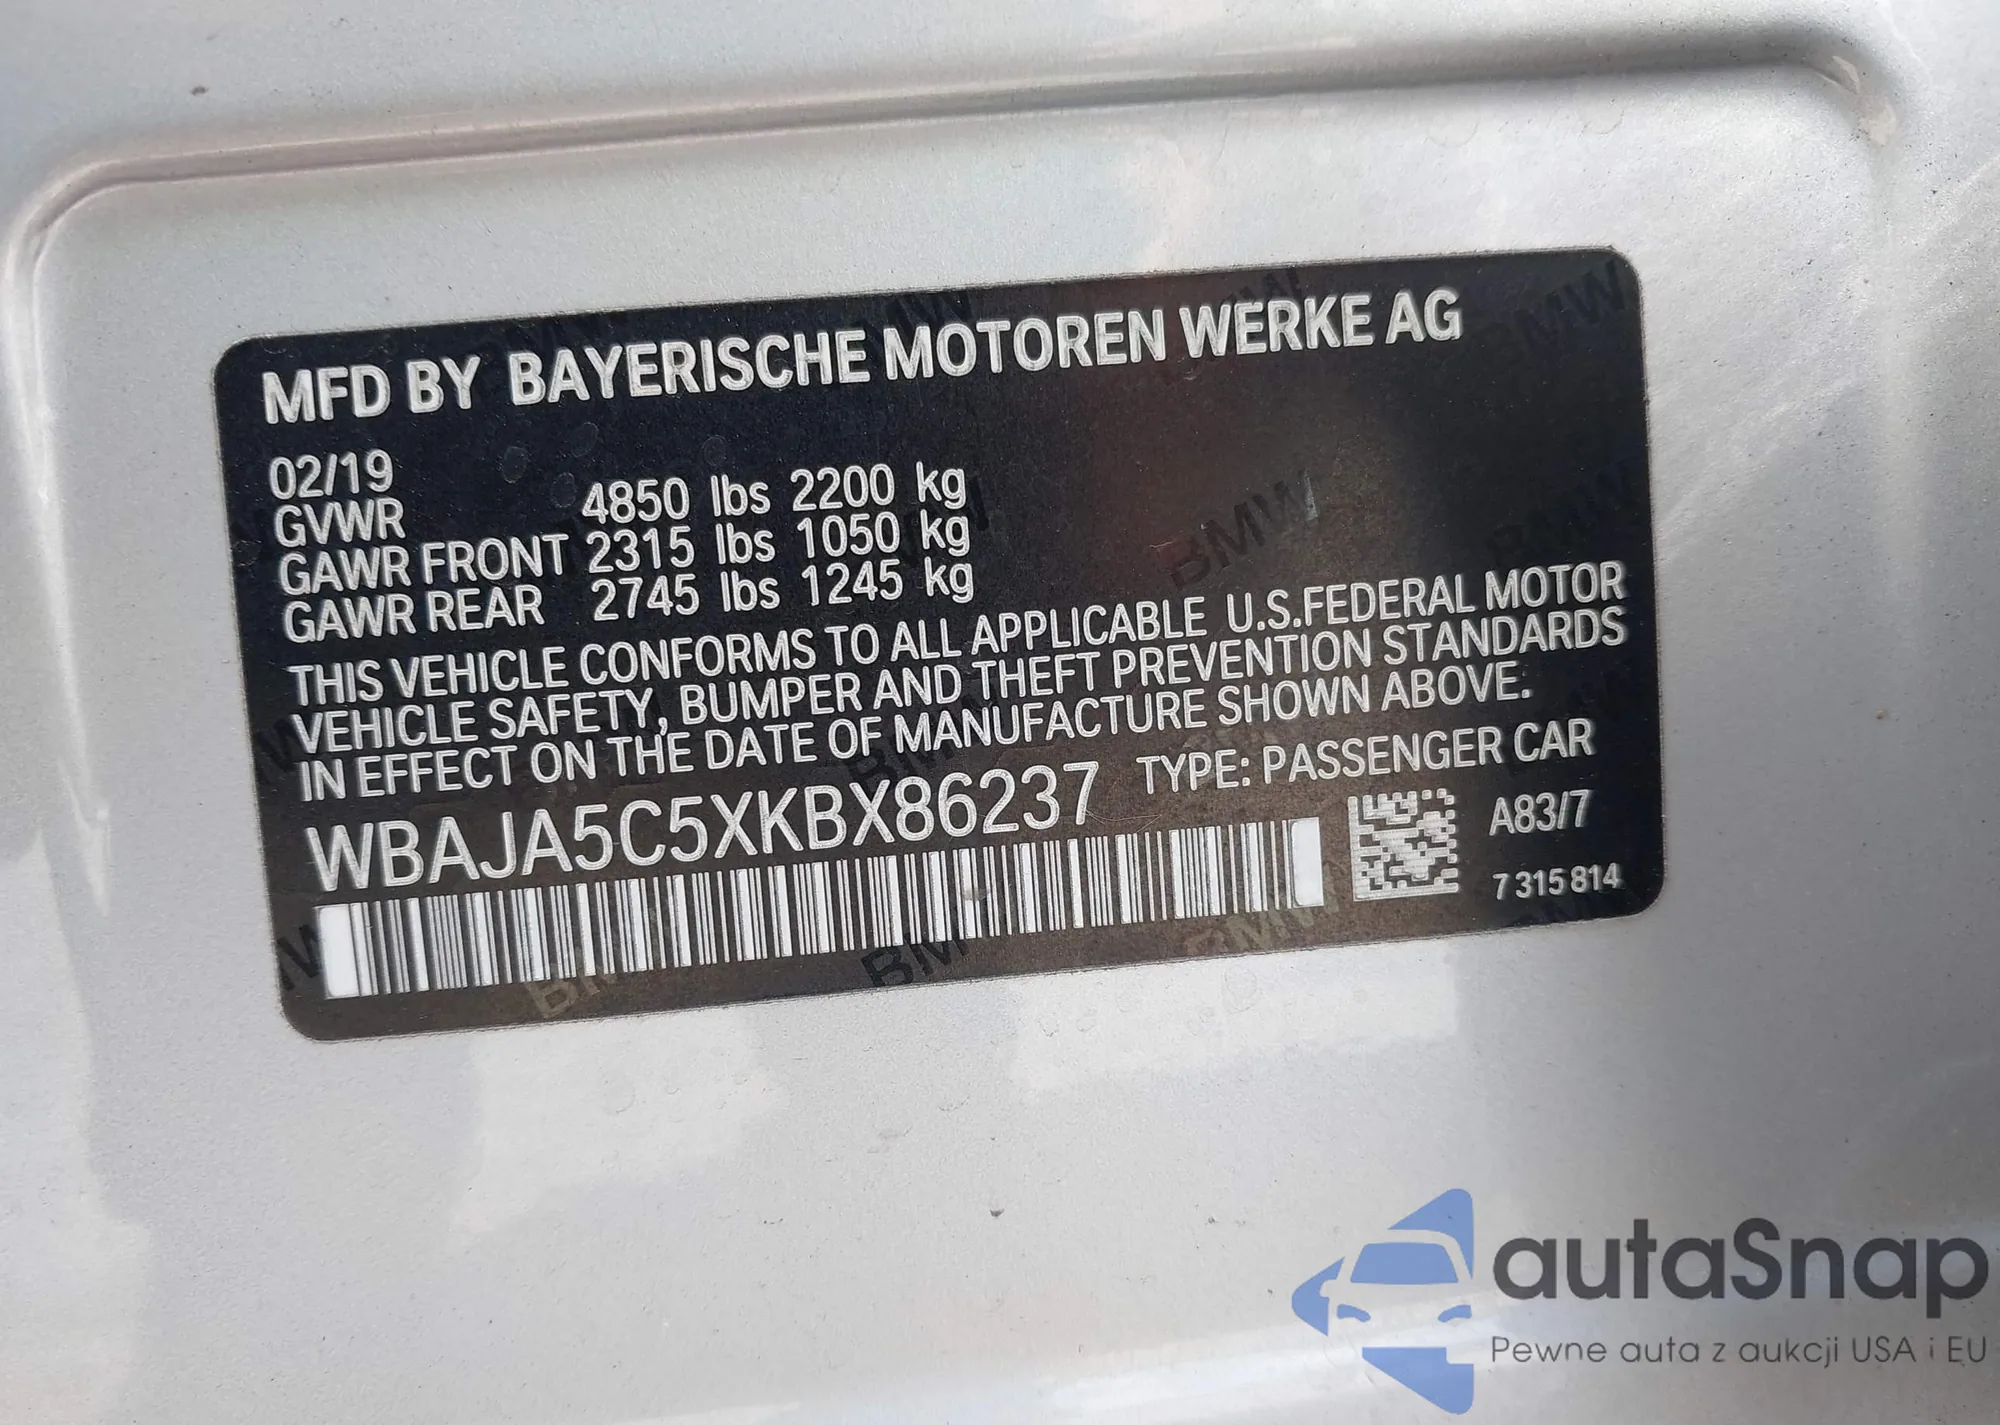 MFD BY BAYERISCHE MOTOREN WERKE AG
02/19
GVWR 4850 lbs 2200 kg
GAWR FRONT 2315 lbs 1050 kg
GAWR REAR 2745 lbs 1245 kg
THIS VEHICLE CONFORMS TO ALL APPLICABLE U.S.FEDERAL MOTOR
VEHICLE SAFETY, BUMPER AND THEFT PREVENTION STANDARDS
IN EFFECT ON THE DATE OF MANUFACTURE SHOWN ABOVE.
WBAJA5C5XKBX86237 TYPE: PASSENGER CAR
A83/7
7 315 814
autaSnap
Pewne auta z aukcji USA i EU